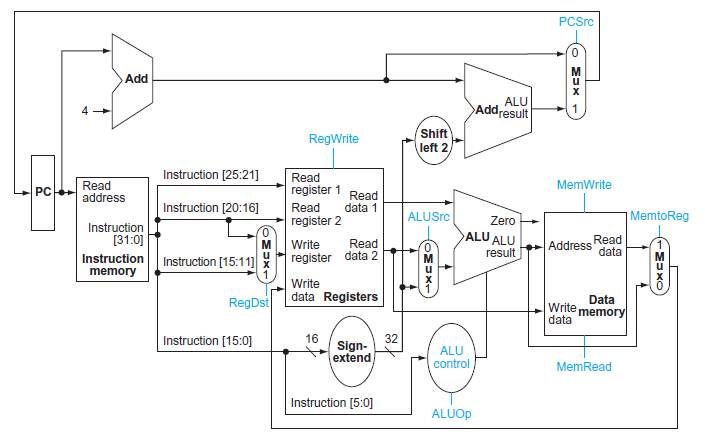 PCSrc
0
M
u
x
1
Add
4
ALU
Add result
Shift
left 2
RegWrite
PC
Read
address
Instruction
[31:0]
Instruction
memory
Instruction [25:21]
Instruction [20:16]
Instruction [15:11]
0
M
u
x
1
RegDst
Read
register 1
Read
register 2
Write
register
Write
data
Read
data 1
Read
data 2
Registers
ALUSrc
0
M
u
x
1
Zero
ALU ALU
result
MemWrite
Address
Read
data
Write
data
Data
memory
MemRead
MemtoReg
1
M
u
x
0
Instruction [15:0]
16
Sign-
extend
32
ALU
control
ALUOp
Instruction [5:0]